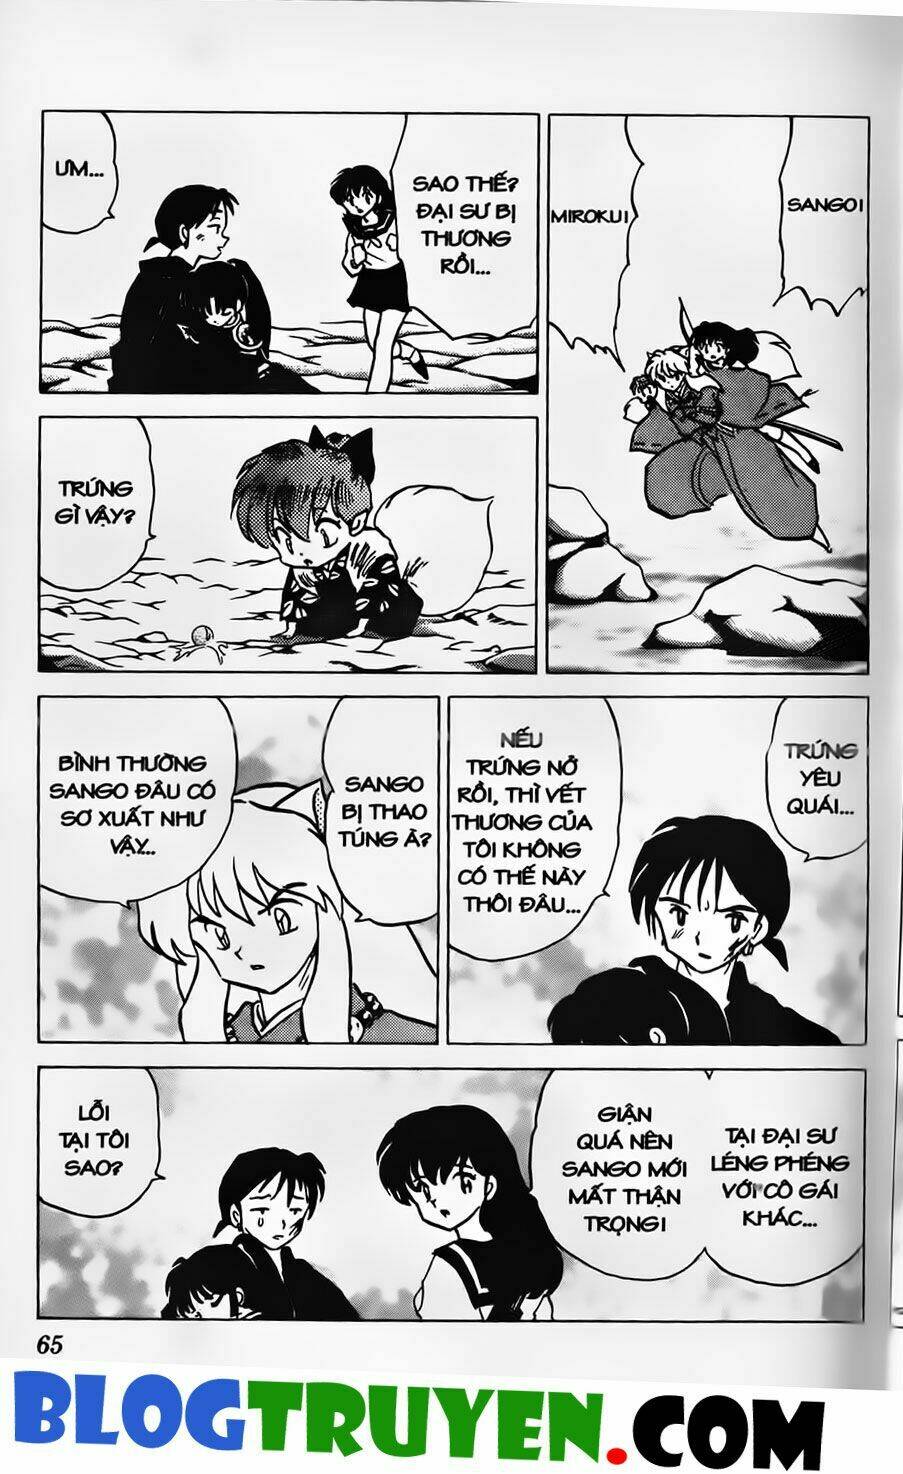 SANGO!
MIROKU!
SAO THẾ?
ĐẠI SƯ BỊ
THƯƠNG
RỒI...
ƯM...
TRỨNG
GÌ VẬY?
TRỨNG
YÊU
QUÁI...
NẾU
TRỨNG NỞ
RỒI, THÌ VẾT
THƯƠNG CỦA
TÔI KHÔNG
CÓ THẾ NÀY
THÔI ĐÂU...
SANGO
BỊ THAO
TÚNG À?
BÌNH THƯỜNG
SANGO ĐÂU CÓ
SƠ XUẤT NHƯ
VẬY...
TẠI ĐẠI SƯ
LÉNG PHÉNG
VỚI CÔ GÁI
KHÁC...
GIẬN
QUÁ NÊN
SANGO MỚI
MẤT THẬN
TRỌNG!
LỖI
TẠI TÔI
SAO?
65
BLOGTRUYEN.COM